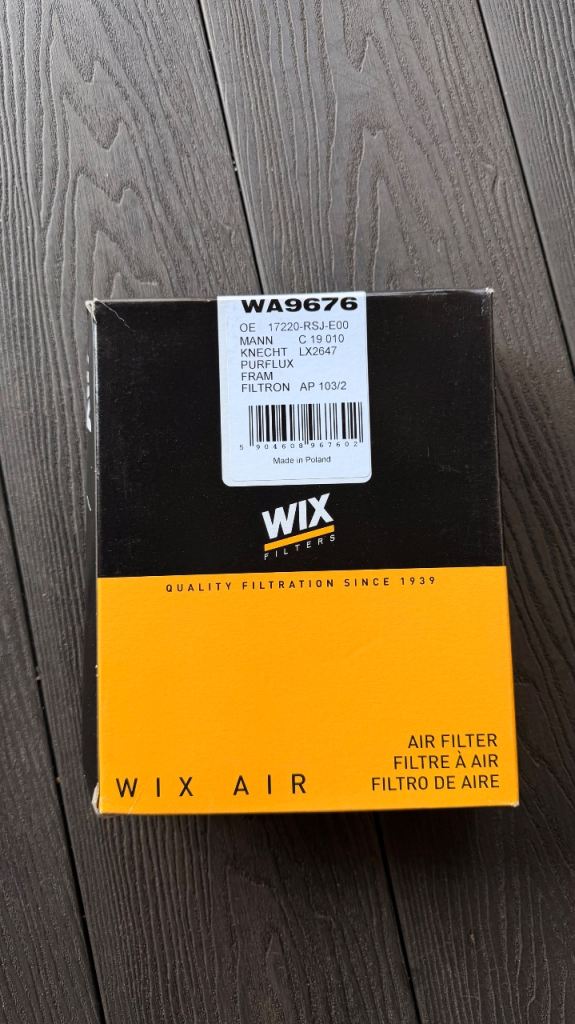 WA9676
OE 17220-RSJ-E00
MANN C 19 010
KNECHT LX2647
PURFLUX
FRAM
FILTRON AP 103/2
5 904608 967602
Made in Poland
WIX
FILTERS
QUALITY FILTRATION SINCE 1939
AIR FILTER
FILTRE À AIR
FILTRO DE AIRE
WIX AIR